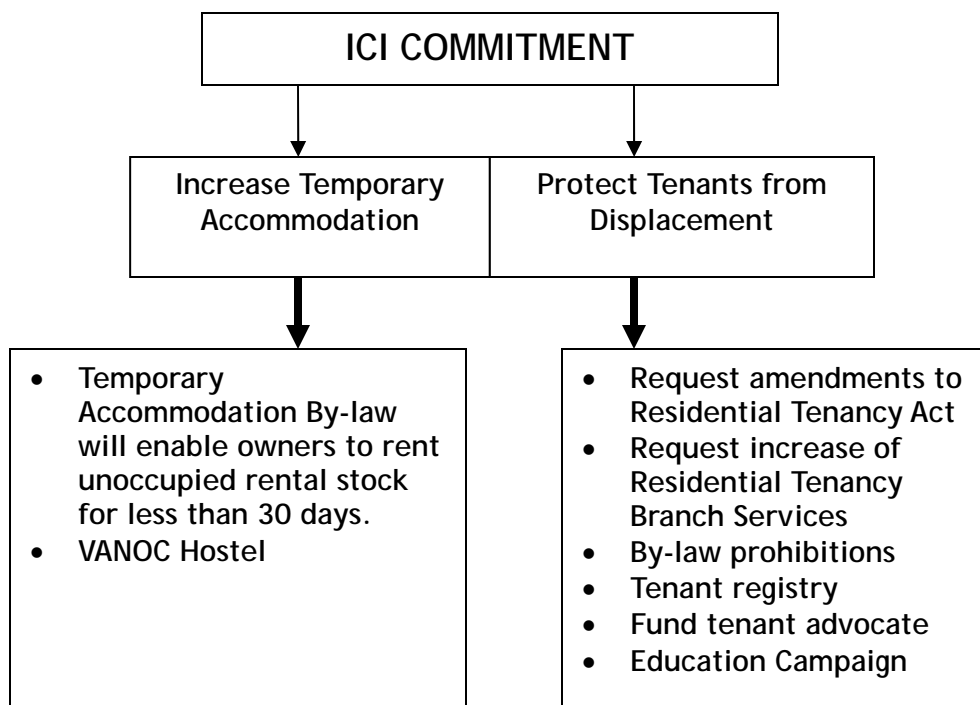 ICI COMMITMENT
Increase Temporary
Accommodation
Protect Tenants from
Displacement
• Temporary
Accommodation By-law
will enable owners to rent
unoccupied rental stock
for less than 30 days.
• VANOC Hostel
• Request amendments to
Residential Tenancy Act
• Request increase of
Residential Tenancy
Branch Services
• By-law prohibitions
• Tenant registry
• Fund tenant advocate
• Education Campaign